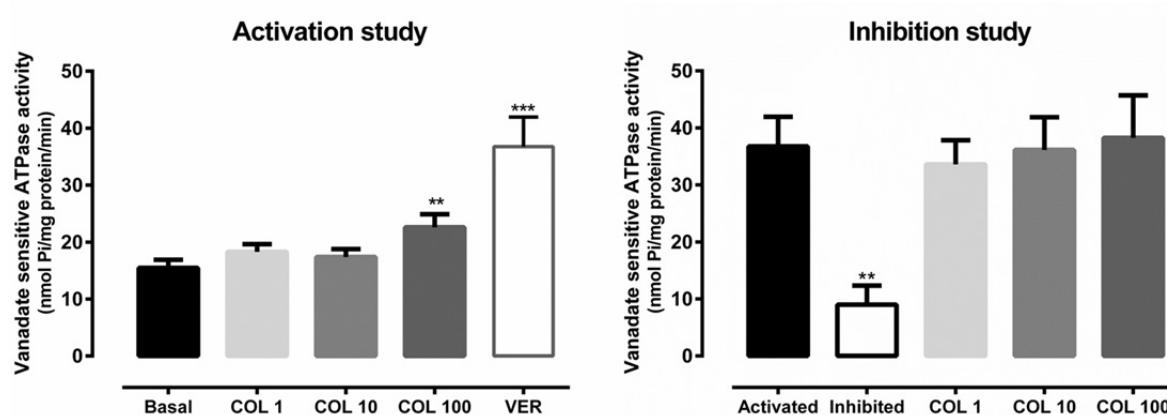 Activation study
Vanadate sensitive ATPase activity
(nmol Pi/mg protein/min)
50
40
30
20
10
0
**
***
Basal COL 1 COL 10 COL 100 VER
Inhibition study
Vanadate sensitive ATPase activity
(nmol Pi/mg protein/min)
50
40
30
20
10
0
**
Activated Inhibited COL 1 COL 10 COL 100